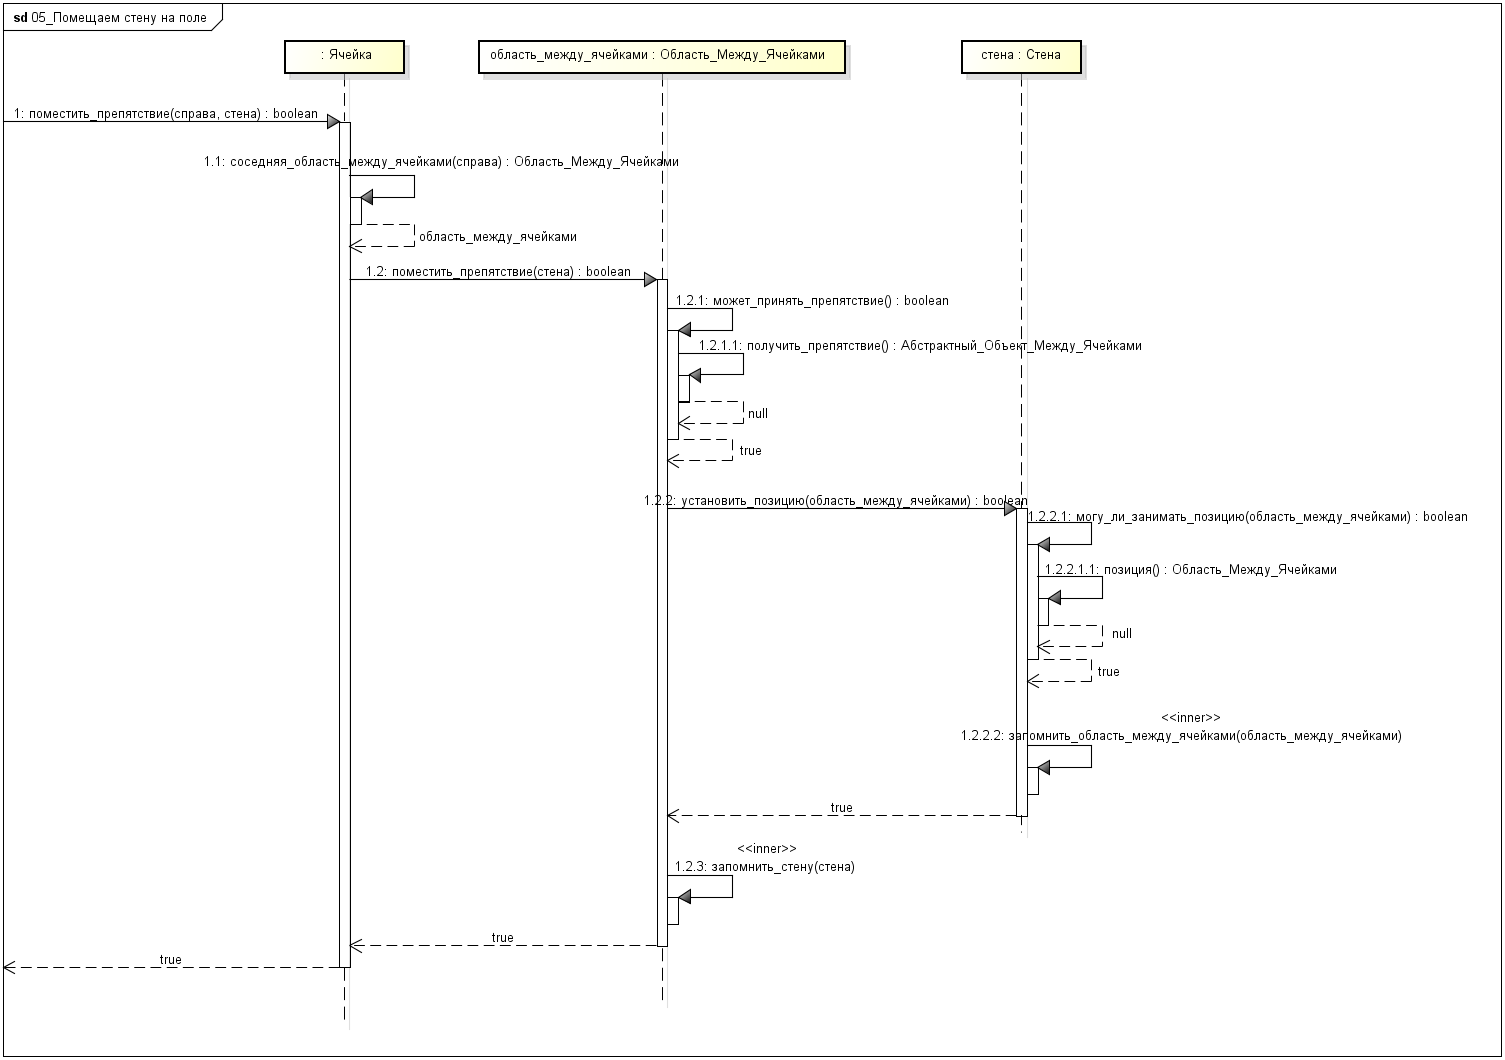 sd 05_Помещаем стену на поле
: Ячейка
область_между_ячейками : Область_Между_Ячейками
стена : Стена
1: поместить_препятствие(справа, стена) : boolean
1.1: соседняя_область_между_ячейками(справа) : Область_Между_Ячейками
область_между_ячейками
1.2: поместить_препятствие(стена) : boolean
1.2.1: может_принять_препятствие() : boolean
1.2.1.1: получить_препятствие() : Абстрактный_Объект_Между_Ячейками
null
true
1.2.2: установить_позицию(область_между_ячейками) : boolean
1.2.2.1: могу_ли_занимать_позицию(область_между_ячейками) : boolean
1.2.2.1.1: позиция() : Область_Между_Ячейками
null
true
<<inner>>
1.2.2.2: запомнить_область_между_ячейками(область_между_ячейками)
true
<<inner>>
1.2.3: запомнить_стену(стена)
true
true